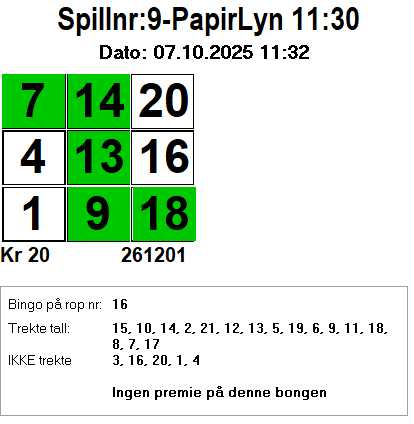 Spillnr:9-PapirLyn 11:30
Dato: 07.10.2025 11:32
7 14 20
4 13 16
1 9 18
Kr 20 261201
Bingo på rop nr: 16
Trekte tall: 15, 10, 14, 2, 21, 12, 13, 5, 19, 6, 9, 11, 18,
8, 7, 17
IKKE trekte 3, 16, 20, 1, 4
Ingen premie på denne bongen